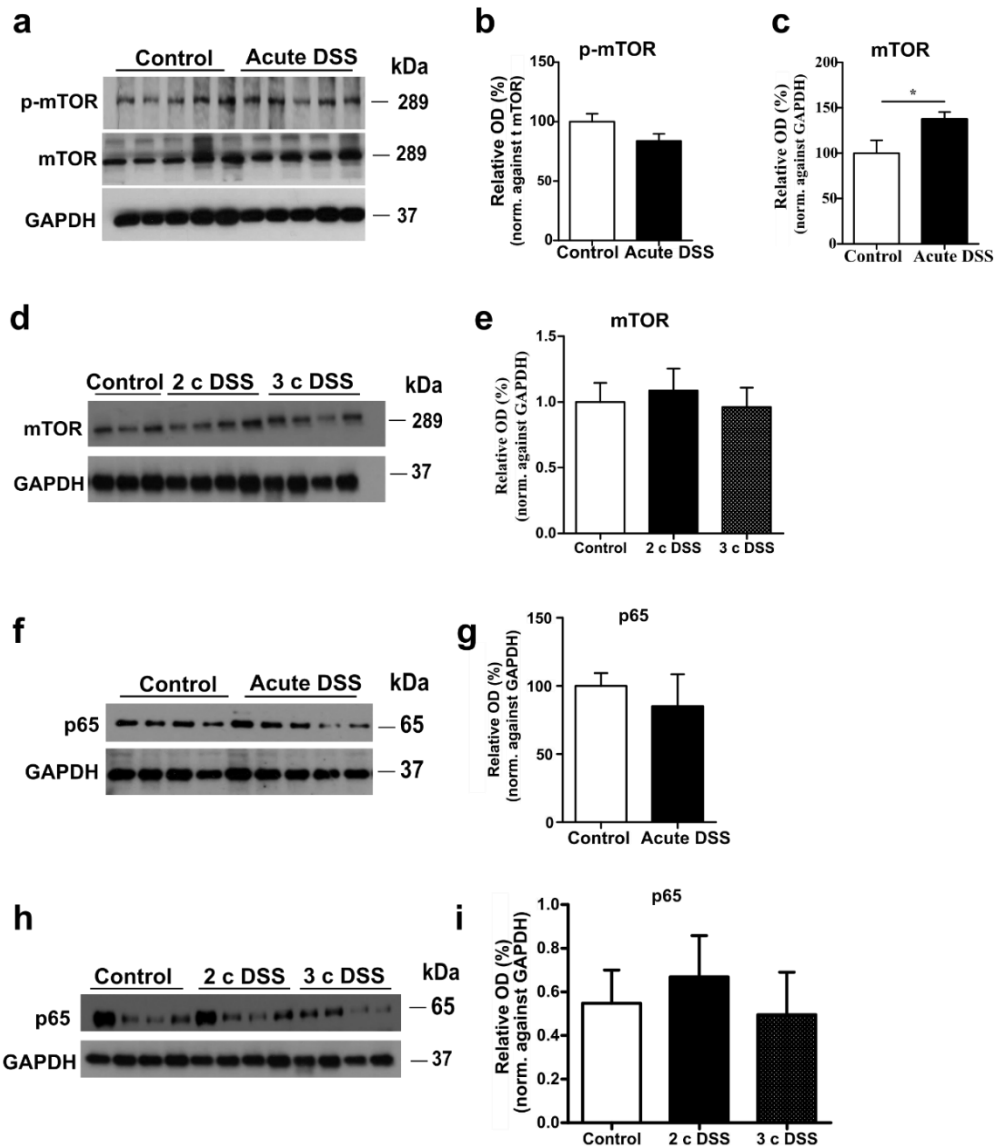 a
Control Acute DSS
kDa
p-mTOR
289
mTOR
289
GAPDH
37
b
p-mTOR
Relative OD (%)
(norm. against t mTOR)
150
100
50
0
Control Acute DSS
c
mTOR
Relative OD (%)
(norm. against GAPDH)
200
150
100
50
0
*
Control Acute DSS
d
Control 2 c DSS 3 c DSS
kDa
mTOR
289
GAPDH
37
e
mTOR
Relative OD (%)
(norm. against GAPDH)
1.5
1.0
0.5
0.0
Control 2 c DSS 3 c DSS
f
Control Acute DSS
kDa
p65
65
GAPDH
37
g
p65
Relative OD (%)
(norm. against GAPDH)
150
100
50
0
Control Acute DSS
h
Control 2 c DSS 3 c DSS
kDa
p65
65
GAPDH
37
i
p65
Relative OD (%)
(norm. against GAPDH)
1.0
0.8
0.6
0.4
0.2
0.0
Control 2 c DSS 3 c DSS